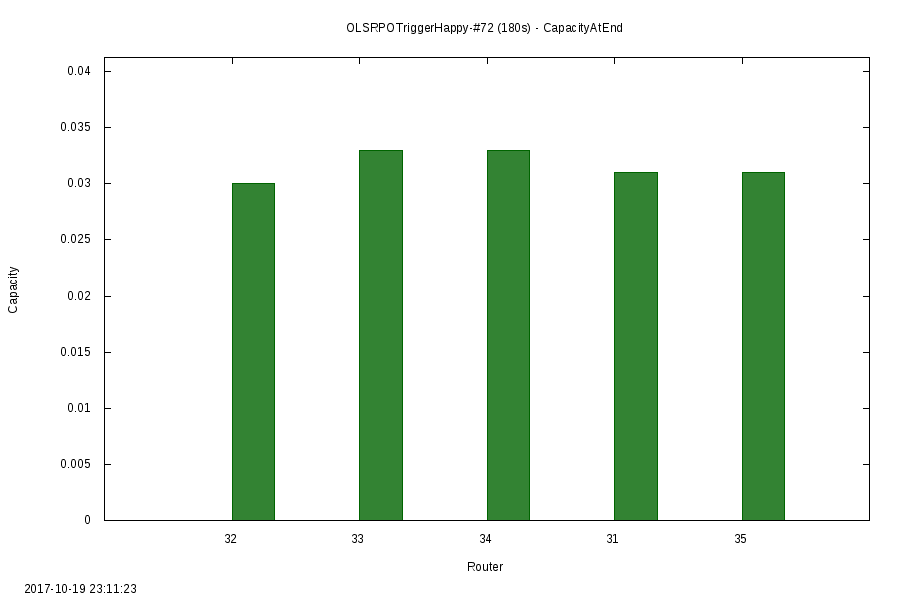 OLSRPOTriggerHappy-#72 (180s) - CapacityAtEnd
0.04
0.035
0.03
0.025
0.02
0.015
0.01
0.005
0
Capacity
32 33 34 31 35
Router
2017-10-19 23:11:23